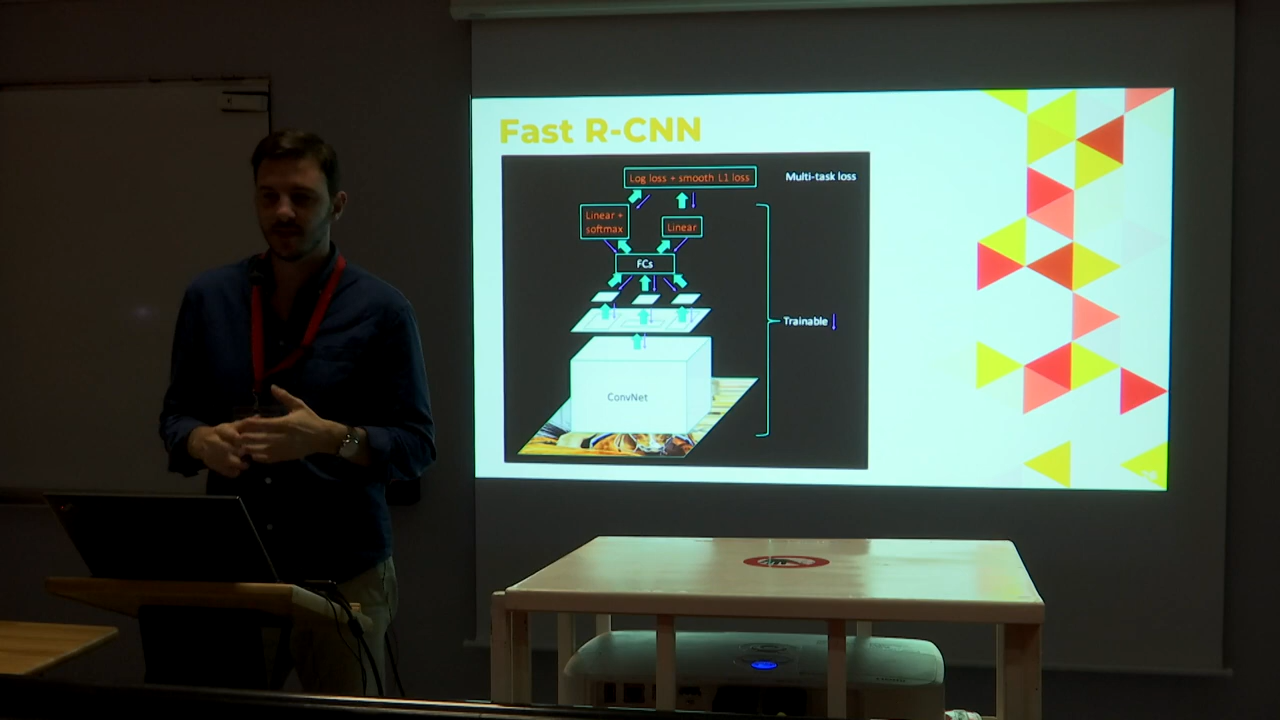 Fast R-CNN
Log loss + smooth L1 loss
Multi-task loss
Linear +
softmax
Linear
FCs
Trainable
ConvNet